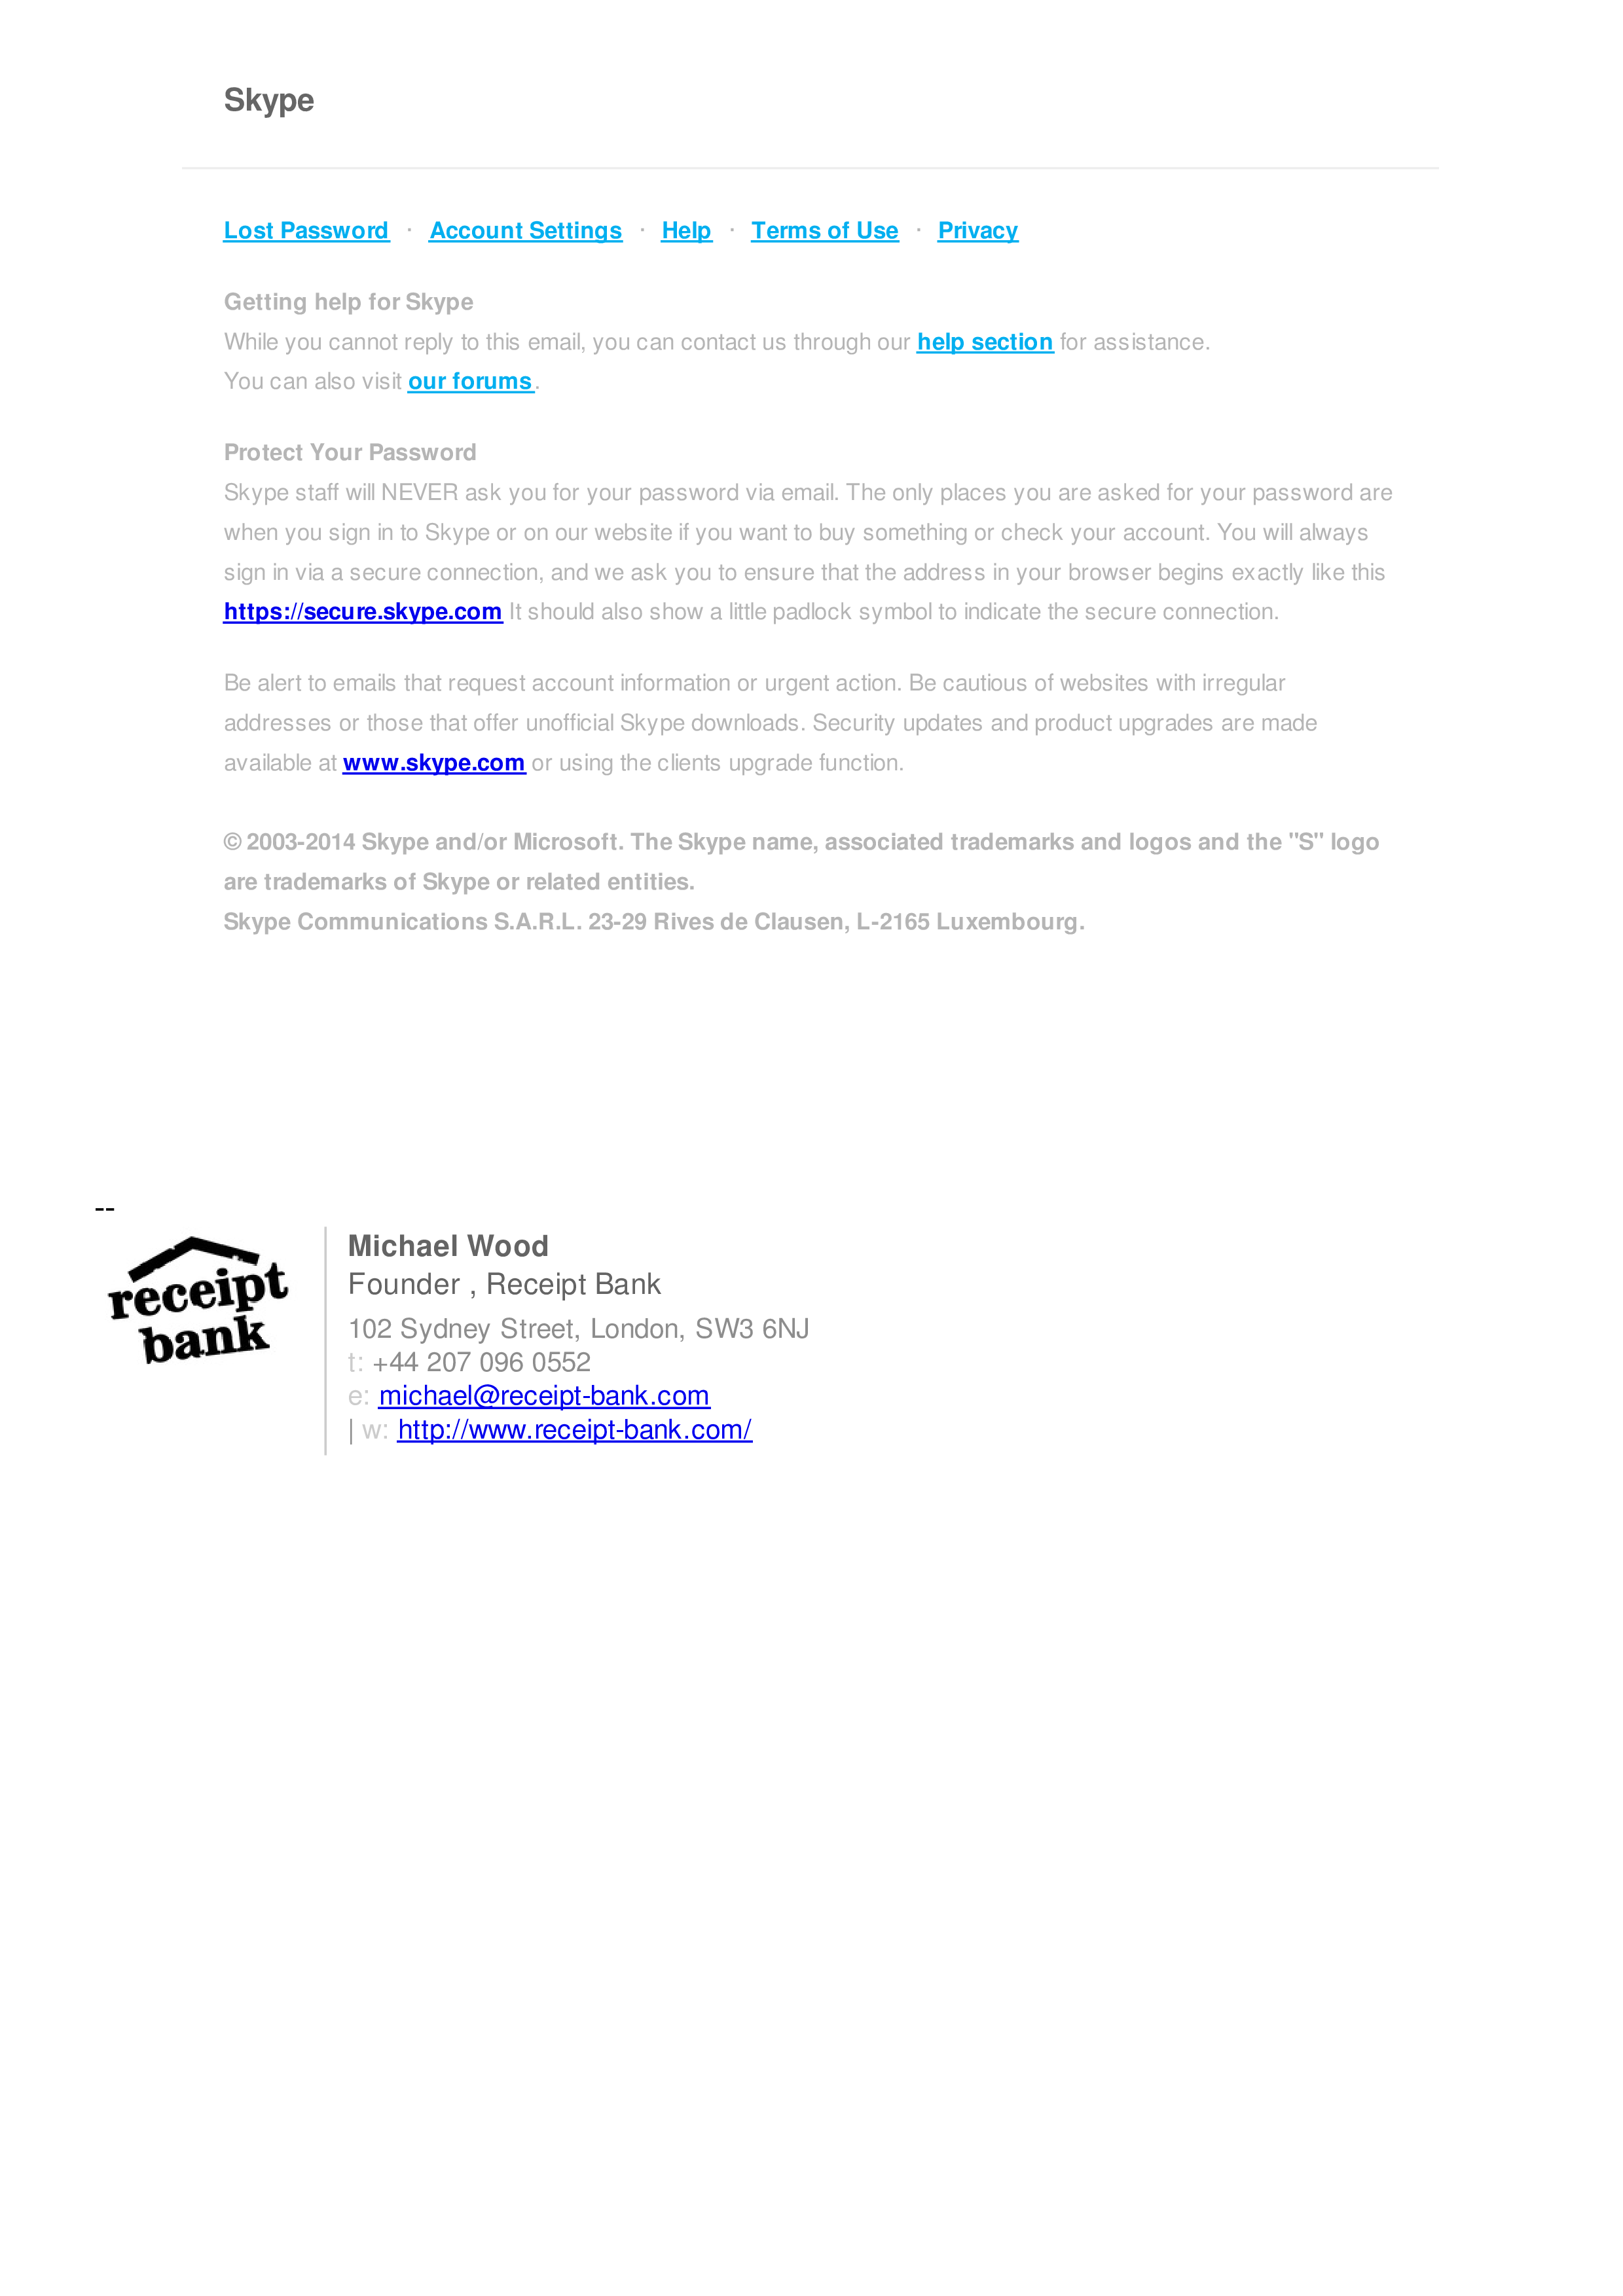 Skype
Lost Password · Account Settings · Help · Terms of Use · Privacy
Getting help for Skype
While you cannot reply to this email, you can contact us through our help section for assistance.
You can also visit our forums.
Protect Your Password
Skype staff will NEVER ask you for your password via email. The only places you are asked for your password are
when you sign in to Skype or on our website if you want to buy something or check your account. You will always
sign in via a secure connection, and we ask you to ensure that the address in your browser begins exactly like this
https://secure.skype.com It should also show a little padlock symbol to indicate the secure connection.
Be alert to emails that request account information or urgent action. Be cautious of websites with irregular
addresses or those that offer unofficial Skype downloads. Security updates and product upgrades are made
available at www.skype.com or using the clients upgrade function.
© 2003-2014 Skype and/or Microsoft. The Skype name, associated trademarks and logos and the "S" logo
are trademarks of Skype or related entities.
Skype Communications S.A.R.L. 23-29 Rives de Clausen, L-2165 Luxembourg.
--
receipt
bank
Michael Wood
Founder , Receipt Bank
102 Sydney Street, London, SW3 6NJ
t: +44 207 096 0552
e: michael@receipt-bank.com
| w: http://www.receipt-bank.com/